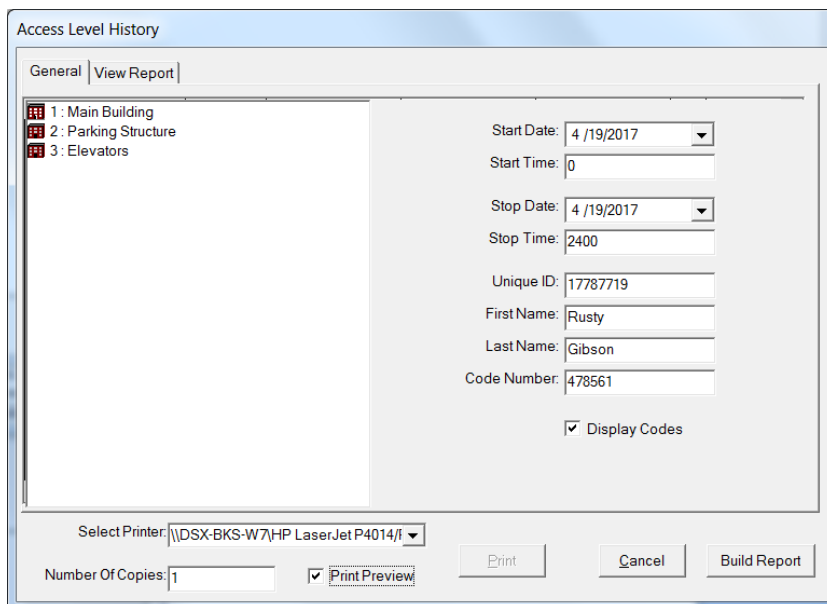 Access Level History
General View Report
1 : Main Building
2 : Parking Structure
3 : Elevators
Start Date: 4 /19/2017
Start Time: 0
Stop Date: 4 /19/2017
Stop Time: 2400
Unique ID: 17787719
First Name: Rusty
Last Name: Gibson
Code Number: 478561
Display Codes
Select Printer: \\DSX-BKS-W7\HP LaserJet P4014/
Number Of Copies: 1
Print Preview
Print
Cancel
Build Report